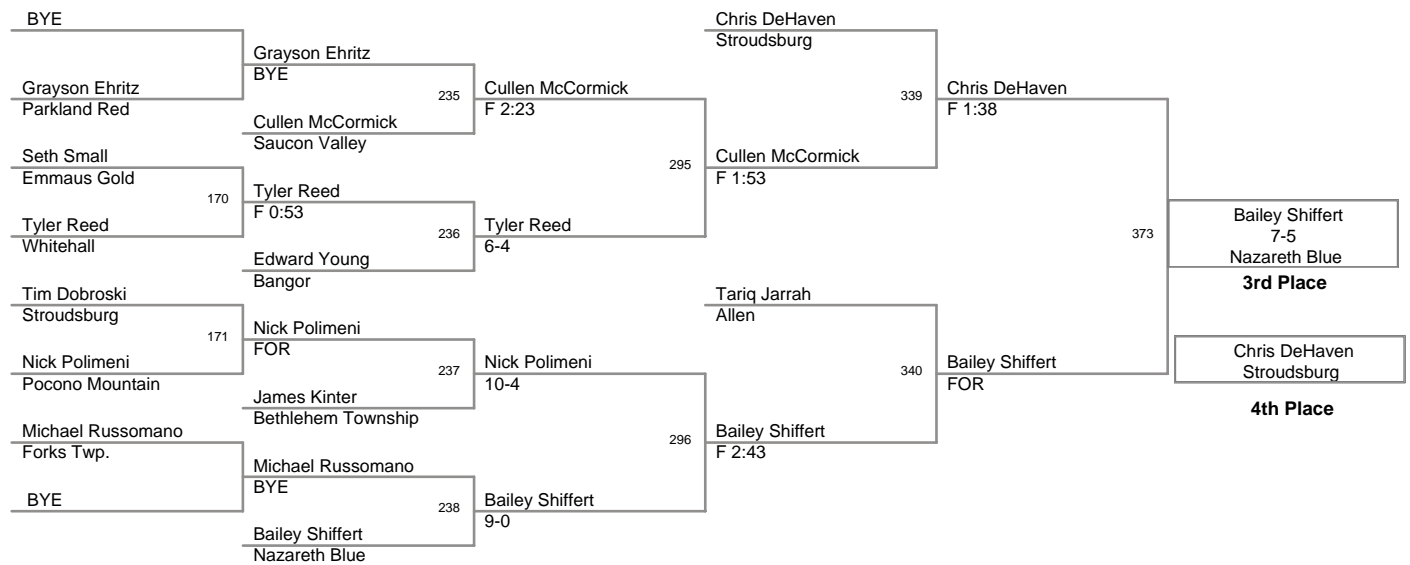 BYE
Grayson Ehritz
Parkland Red
Seth Small
Emmaus Gold
170
Tyler Reed
Whitehall
Tim Dobroski
Stroudsburg
171
Nick Polimeni
Pocono Mountain
Michael Russomano
Forks Twp.
BYE
Grayson Ehritz
BYE
235
Cullen McCormick
Saucon Valley
Tyler Reed
F 0:53
236
Edward Young
Bangor
Nick Polimeni
FOR
237
James Kinter
Bethlehem Township
Michael Russomano
BYE
238
Bailey Shiffert
Nazareth Blue
Cullen McCormick
F 2:23
295
Tyler Reed
6-4
Nick Polimeni
10-4
296
Bailey Shiffert
9-0
Chris DeHaven
Stroudsburg
339
Cullen McCormick
F 1:53
Tariq Jarrah
Allen
340
Bailey Shiffert
F 2:43
Chris DeHaven
F 1:38
373
Bailey Shiffert
FOR
Bailey Shiffert
7-5
Nazareth Blue
3rd Place
Chris DeHaven
Stroudsburg
4th Place